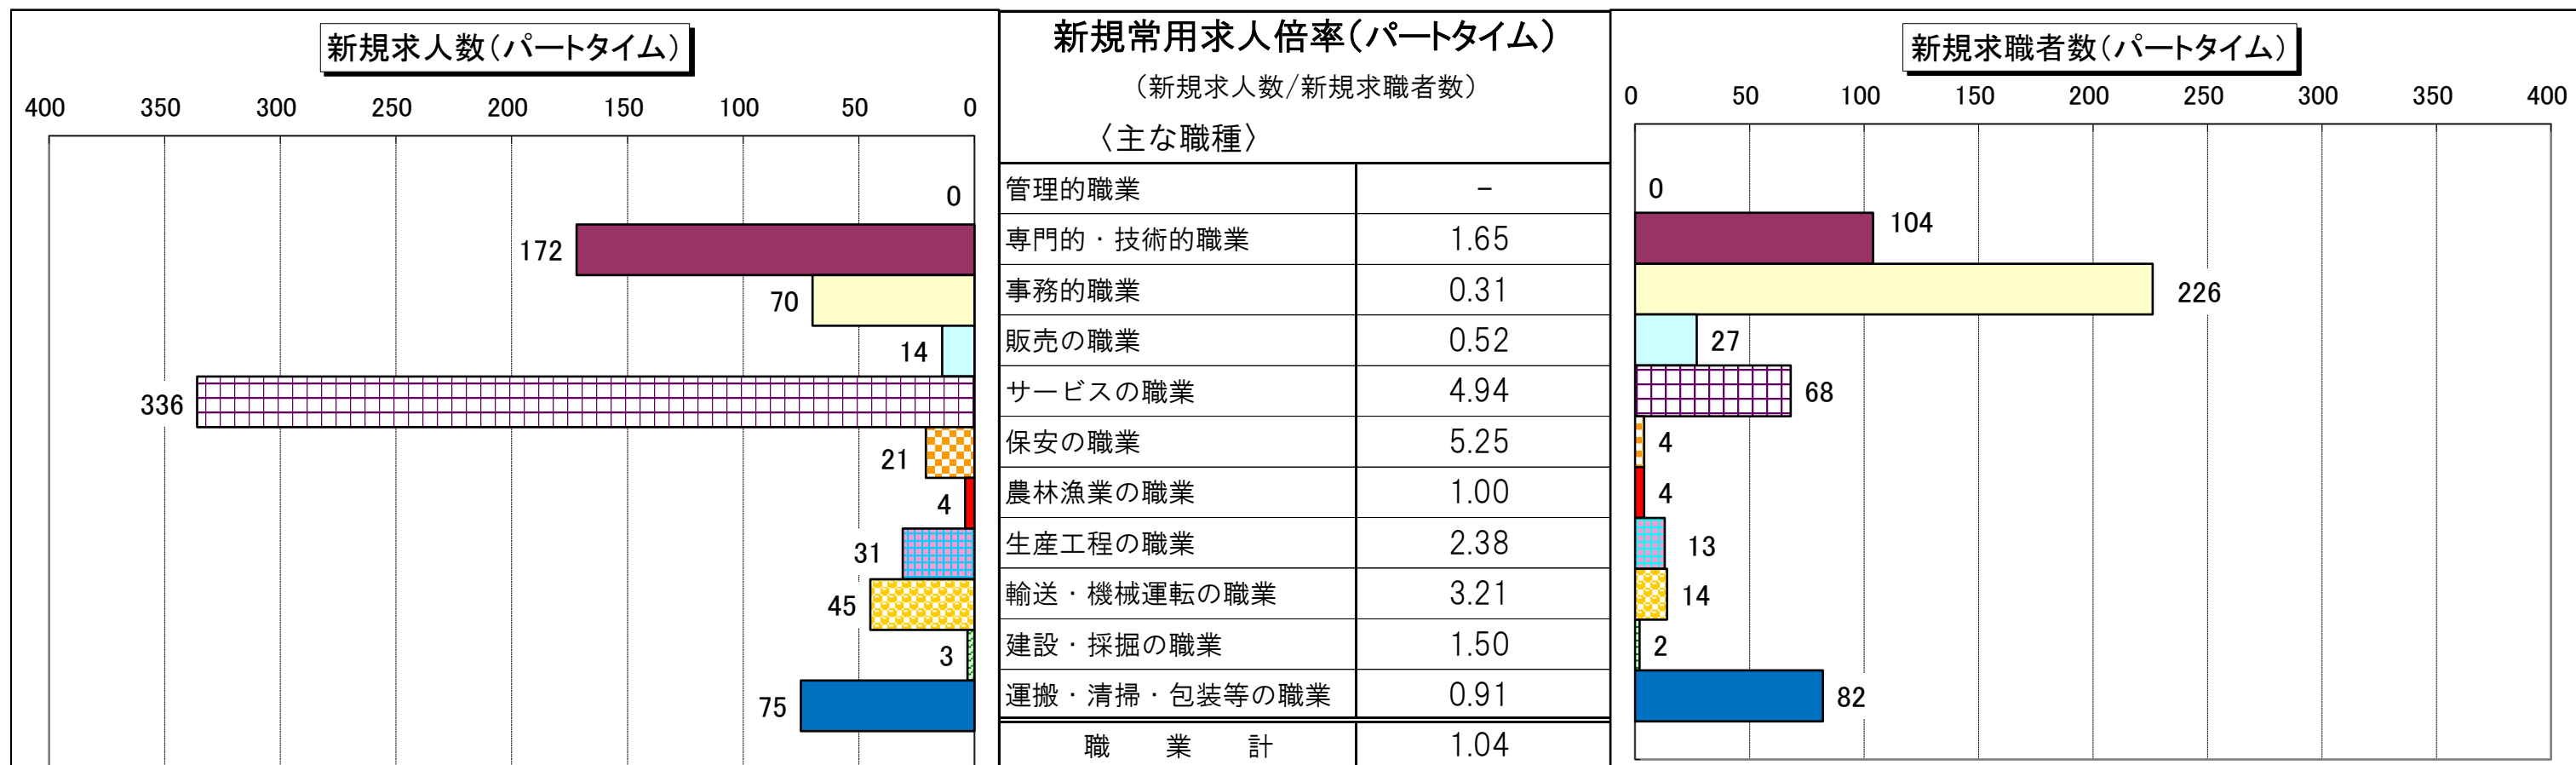 新規求人数(パートタイム)
400 350 300 250 200 150 100 50 0
0
172
70
14
336
21
4
31
45
3
75
新規常用求人倍率(パートタイム)
(新規求人数/新規求職者数)
〈主な職種〉
管理的職業 －
専門的・技術的職業 1.65
事務的職業 0.31
販売の職業 0.52
サービスの職業 4.94
保安の職業 5.25
農林漁業の職業 1.00
生産工程の職業 2.38
輸送・機械運転の職業 3.21
建設・採掘の職業 1.50
運搬・清掃・包装等の職業 0.91
職 業 計 1.04
新規求職者数(パートタイム)
0 50 100 150 200 250 300 350 400
0
104
226
27
68
4
4
13
14
2
82